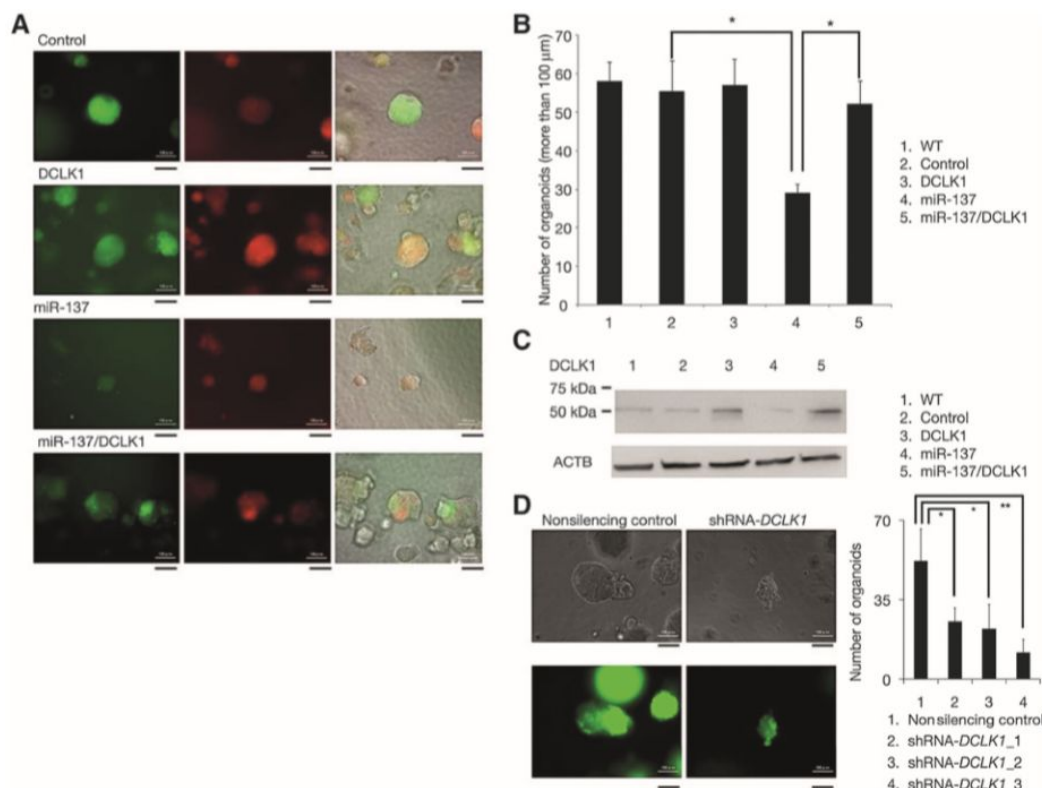 A
Control
DCLK1
miR-137
miR-137/DCLK1
B
Number of organoids (more than 100 μm)
70
60
50
40
30
20
10
0
* *
1 2 3 4 5
1. WT
2. Control
3. DCLK1
4. miR-137
5. miR-137/DCLK1
C
DCLK1 1 2 3 4 5
75 kDa
50 kDa
ACTB
1. WT
2. Control
3. DCLK1
4. miR-137
5. miR-137/DCLK1
D
Nonsilencing control shRNA-DCLK1
Number of organoids
70
35
0
* * **
1 2 3 4
1. Nonsilencing control
2. shRNA-DCLK1_1
3. shRNA-DCLK1_2
4. shRNA-DCLK1_3